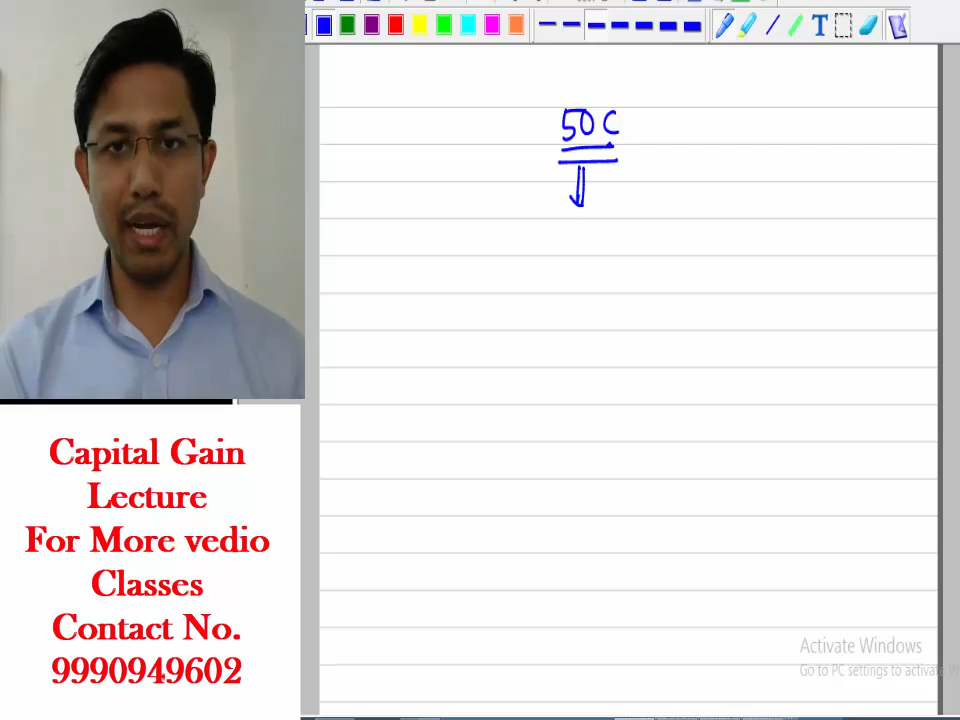 T
50C
Capital Gain
Lecture
For More vedio
Classes
Contact No.
9990949602
Activate Windows
Go to PC settings to activate W